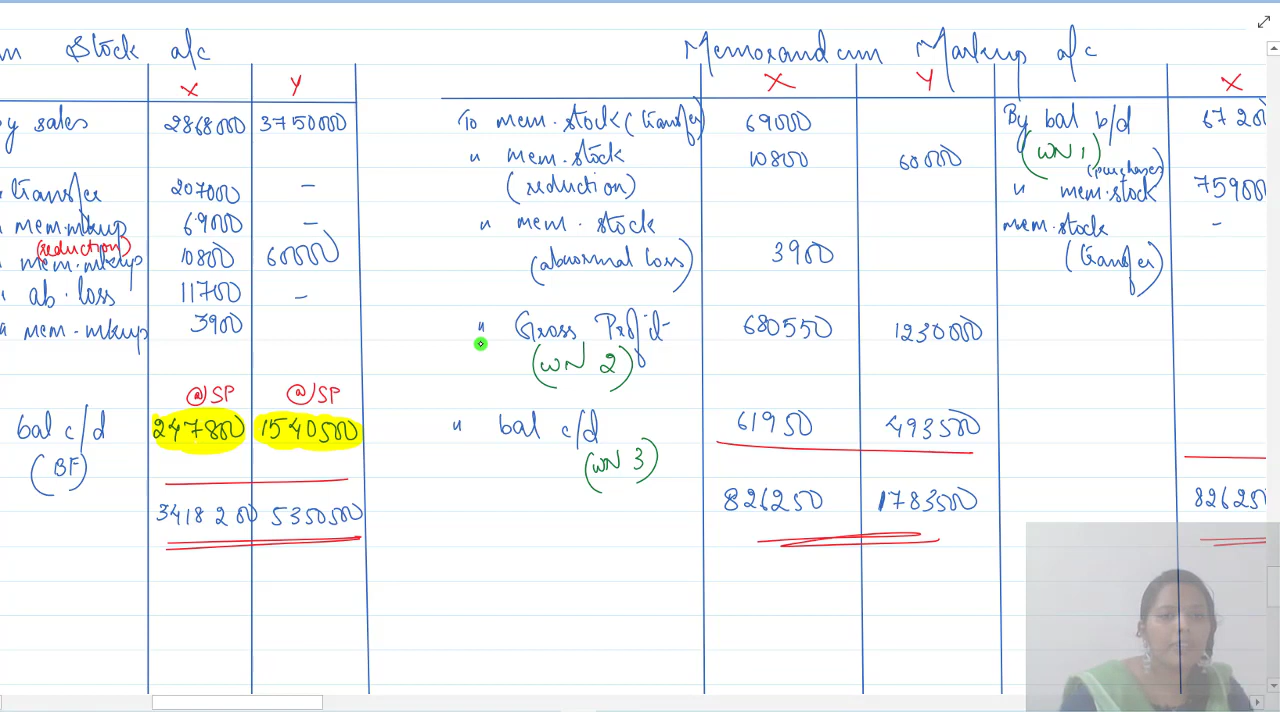 m Stock a/c
X Y
y sales 2868000 3750000
transfer 207000 -
mem.mkup 69000 -
(reduction)
mem.mkup 10800 60000
" ab. loss 11700 -
mem. mkup 3900
@SP @SP
bal c/d 247800 1540500
(BF)
3418200 5350500
Memorandum Markup a/c
X Y X
To mem. stock (transfer) 69000
" mem. stock 10800 60000
(reduction)
" mem. stock
(abnormal loss) 3900
" Gross Profit 680550 1230000
(WN 2)
" bal c/d 61950 493500
(WN 3)
826250 1783500
By bal b/d 67200
(WN 1)
(purchases)
" mem. stock 75900
mem. stock -
(transfer)
82625